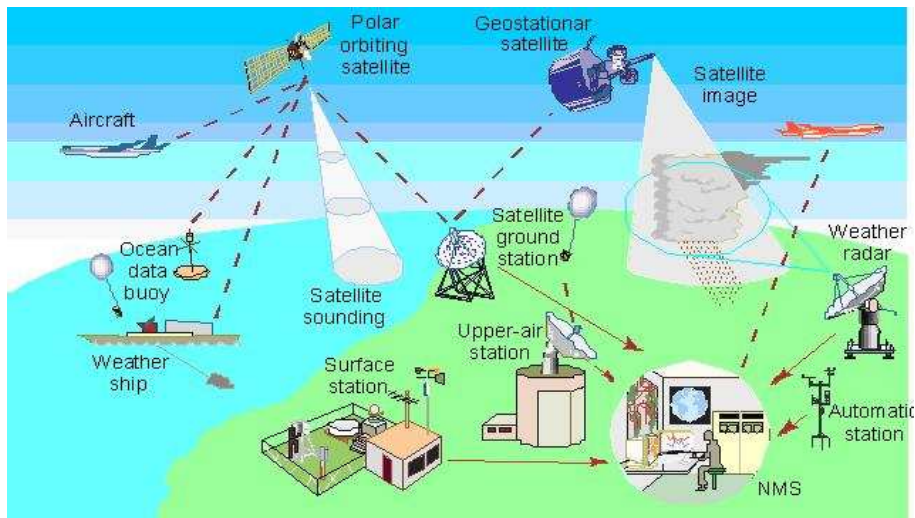 Polar
orbiting
satellite
Geostationar
satellite
Satellite
image
Aircraft
Ocean
data
buoy
Satellite
ground
station
Weather
radar
Satellite
sounding
Upper-air
station
Weather
ship
Surface
station
Automatic
station
NMS